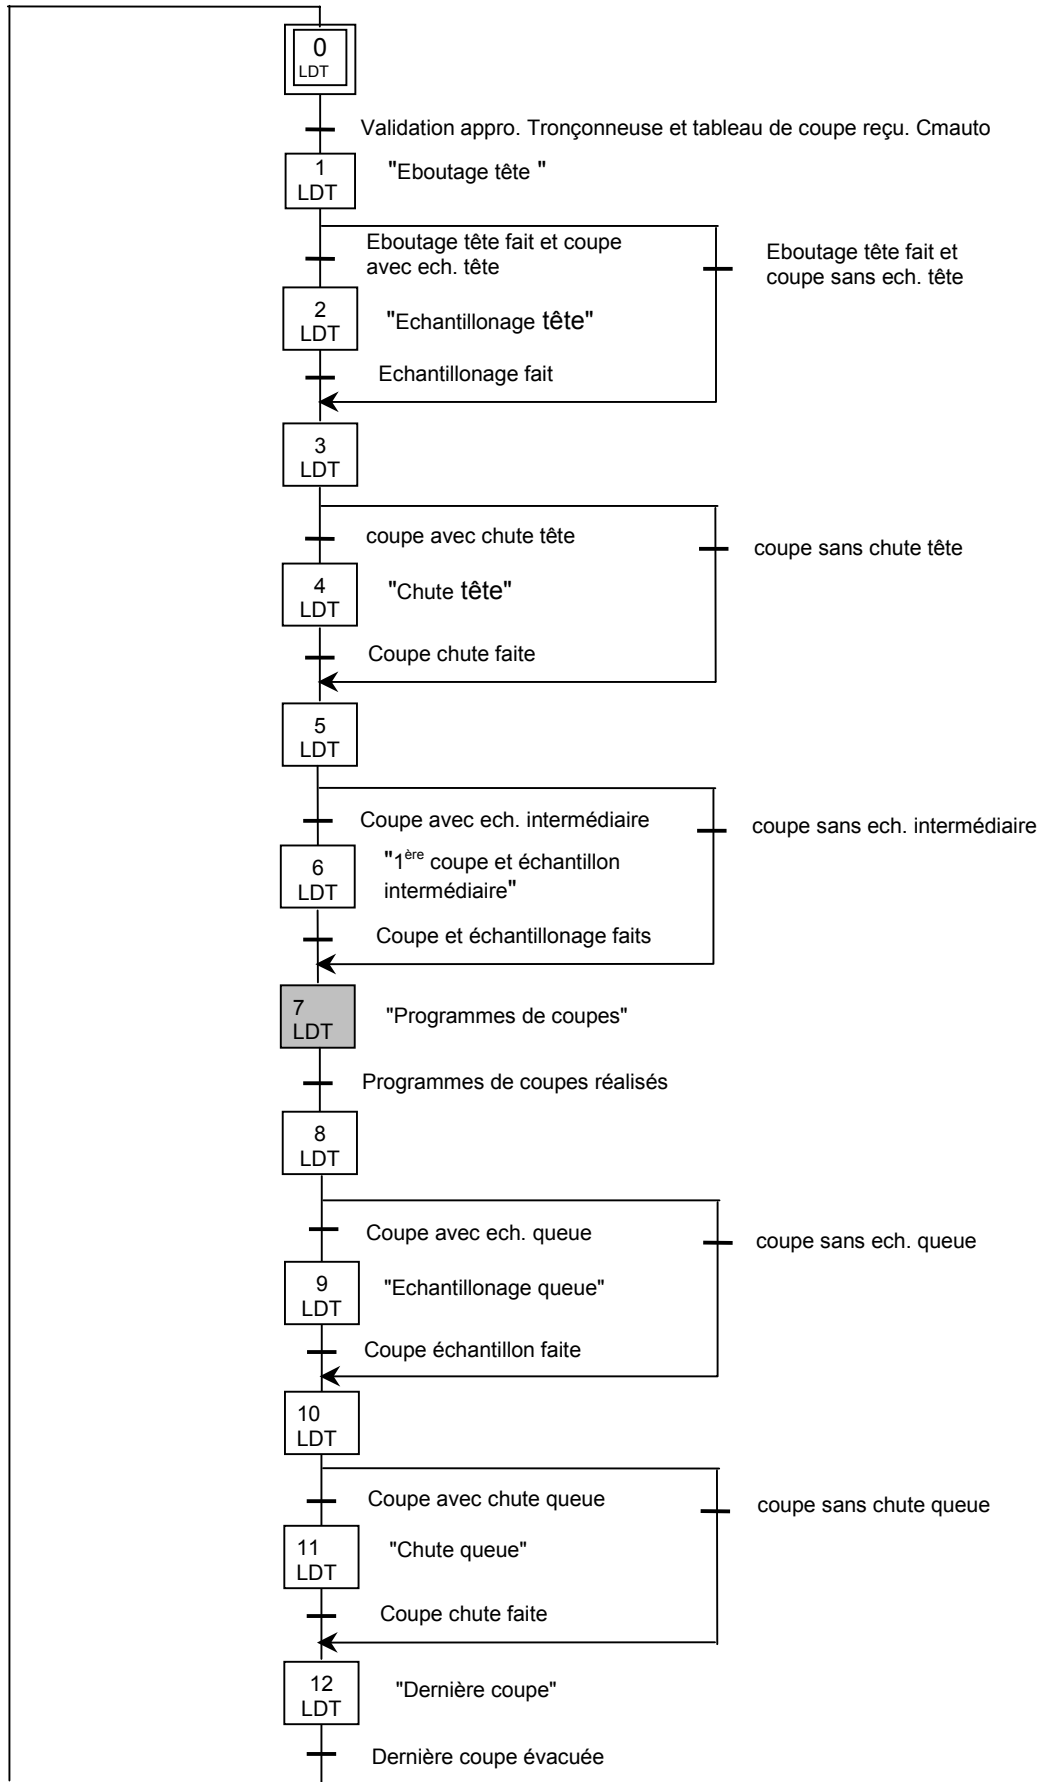 0
LDT
Validation appro. Tronçonneuse et tableau de coupe reçu. Cmauto
1
LDT
"Eboutage tête "
Eboutage tête fait et coupe
avec ech. tête
Eboutage tête fait et
coupe sans ech. tête
2
LDT
"Echantillonage tête"
Echantillonage fait
3
LDT
coupe avec chute tête
coupe sans chute tête
4
LDT
"Chute tête"
Coupe chute faite
5
LDT
Coupe avec ech. intermédiaire
coupe sans ech. intermédiaire
6
LDT
"1ère coupe et échantillon
intermédiaire"
Coupe et échantillonage faits
7
LDT
"Programmes de coupes"
Programmes de coupes réalisés
8
LDT
Coupe avec ech. queue
coupe sans ech. queue
9
LDT
"Echantillonage queue"
Coupe échantillon faite
10
LDT
Coupe avec chute queue
coupe sans chute queue
11
LDT
"Chute queue"
Coupe chute faite
12
LDT
"Dernière coupe"
Dernière coupe évacuée